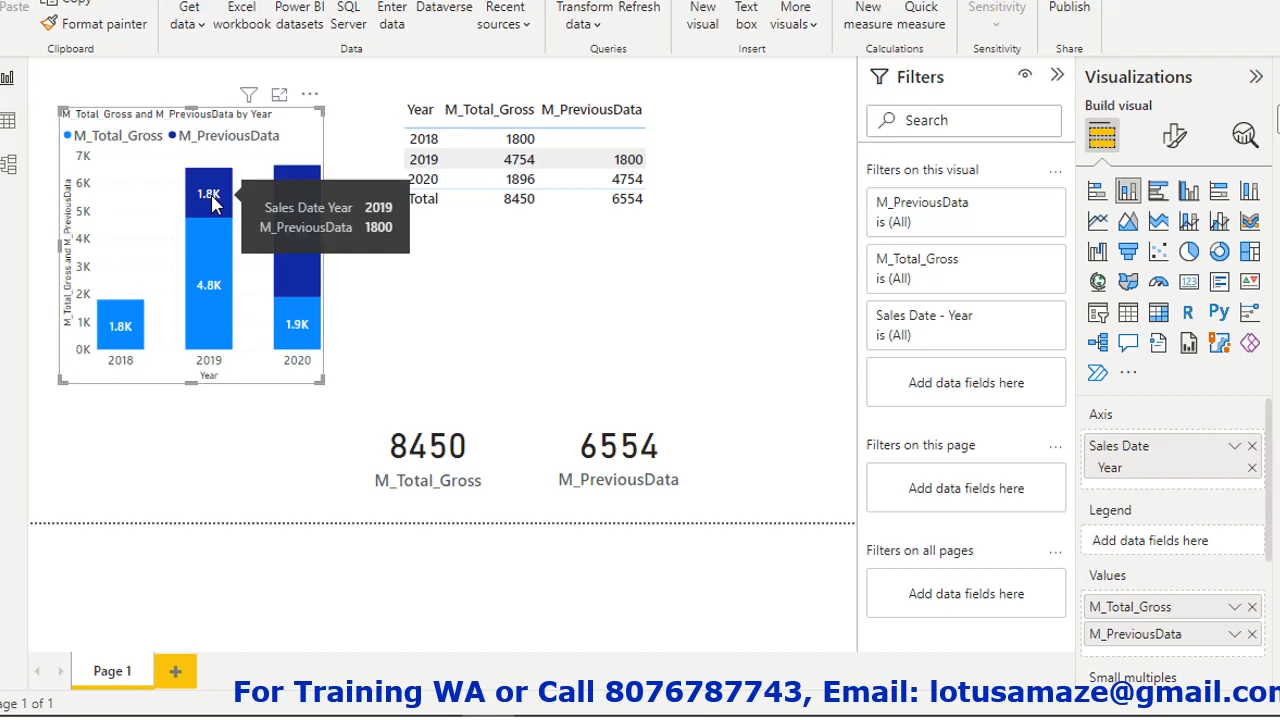 Paste
Copy
Format painter
Clipboard
Get data
Excel workbook
Power BI datasets
SQL Server
Enter data
Dataverse
Recent sources
Data
Transform data
Refresh
Queries
New visual
Text box
More visuals
Insert
New measure
Quick measure
Calculations
Sensitivity
Sensitivity
Publish
Share
M_Total_Gross and M_PreviousData by Year
M_Total_Gross M_PreviousData
7K
6K
5K
4K
3K
2K
1K
0K
M_Total_Gross and M_PreviousData
1.8K
1.8K
4.8K
1.9K
2018 2019 2020
Year
Sales Date Year 2019
M_PreviousData 1800
Year M_Total_Gross M_PreviousData
2018 1800
2019 4754 1800
2020 1896 4754
Total 8450 6554
8450
M_Total_Gross
6554
M_PreviousData
Filters
Search
Filters on this visual
M_PreviousData
is (All)
M_Total_Gross
is (All)
Sales Date - Year
is (All)
Add data fields here
Filters on this page
Add data fields here
Filters on all pages
Add data fields here
Visualizations
Build visual
R
Py
123
Axis
Sales Date
Year
Legend
Add data fields here
Values
M_Total_Gross
M_PreviousData
Small multiples
Page 1
age 1 of 1
For Training WA or Call 8076787743, Email: lotusamaze@gmail.com